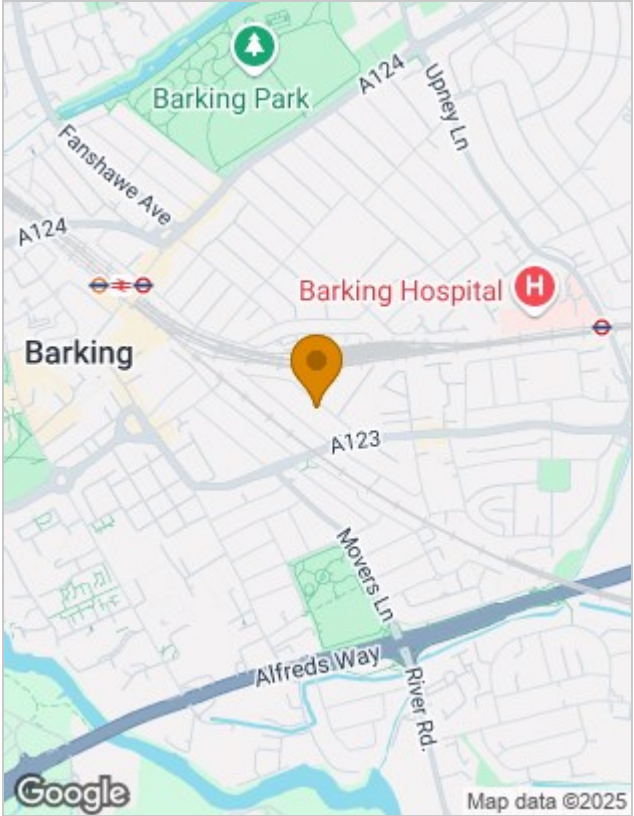 Barking Park
A124
Upney Ln
Fanshawe Ave
A124
Barking Hospital
H
Barking
A123
Movers Ln
Alfreds Way
River Rd.
Google
Map data ©2025